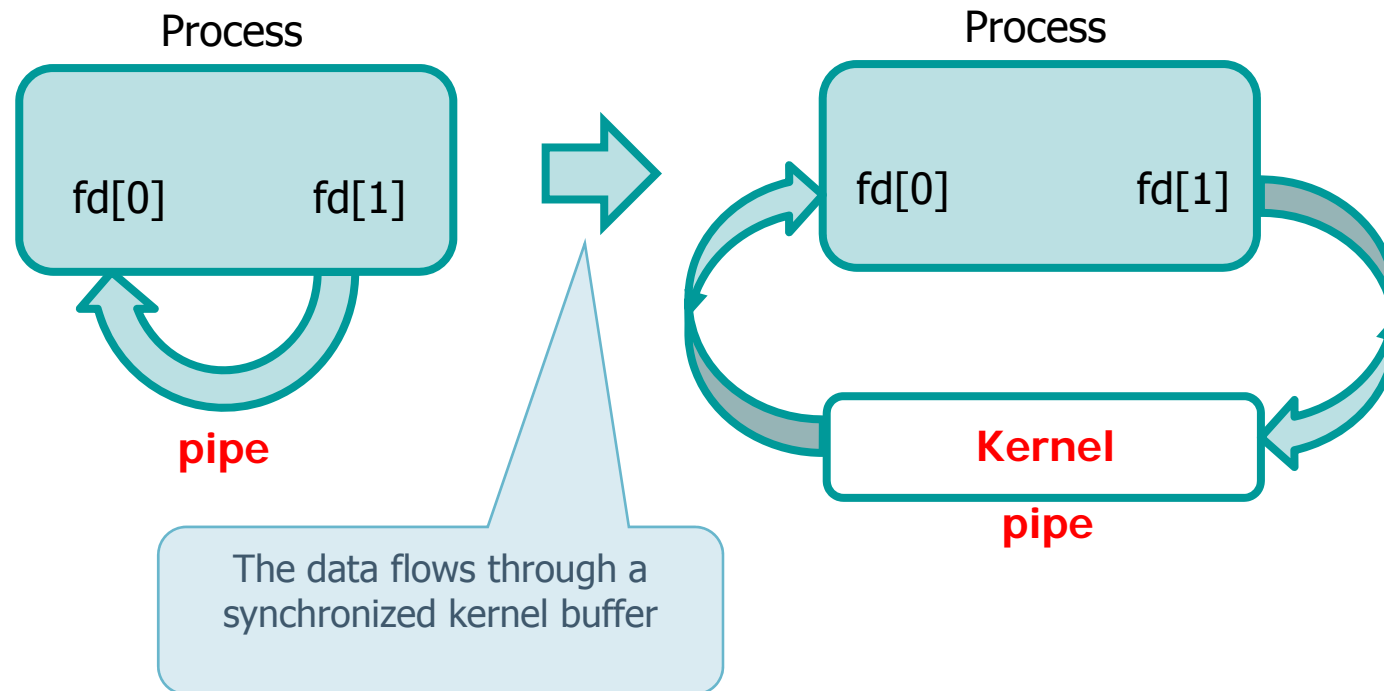 Process
fd[0] fd[1]
pipe
The data flows through a
synchronized kernel buffer
Process
fd[0] fd[1]
Kernel
pipe